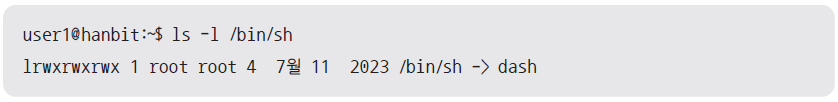 user1@hanbit:~$ ls -l /bin/sh
lrwxrwxrwx 1 root root 4 7월 11 2023 /bin/sh -> dash